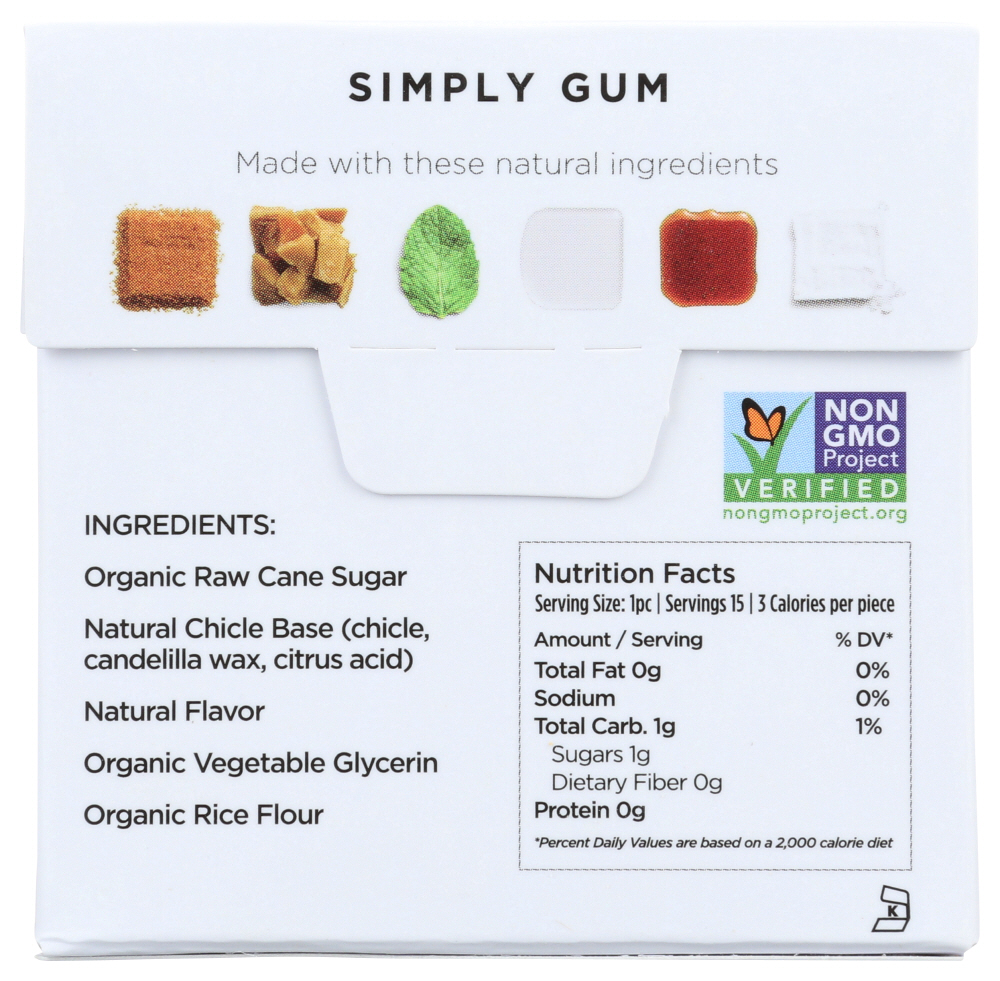 SIMPLY GUM
Made with these natural ingredients
NON
GMO
Project
VERIFIED
nongmoproject.org
INGREDIENTS:
Organic Raw Cane Sugar
Natural Chicle Base (chicle,
candelilla wax, citrus acid)
Natural Flavor
Organic Vegetable Glycerin
Organic Rice Flour
Nutrition Facts
Serving Size: 1pc | Servings 15 | 3 Calories per piece
Amount / Serving % DV*
Total Fat 0g 0%
Sodium 0%
Total Carb. 1g 1%
Sugars 1g
Dietary Fiber 0g
Protein 0g
*Percent Daily Values are based on a 2,000 calorie diet
K